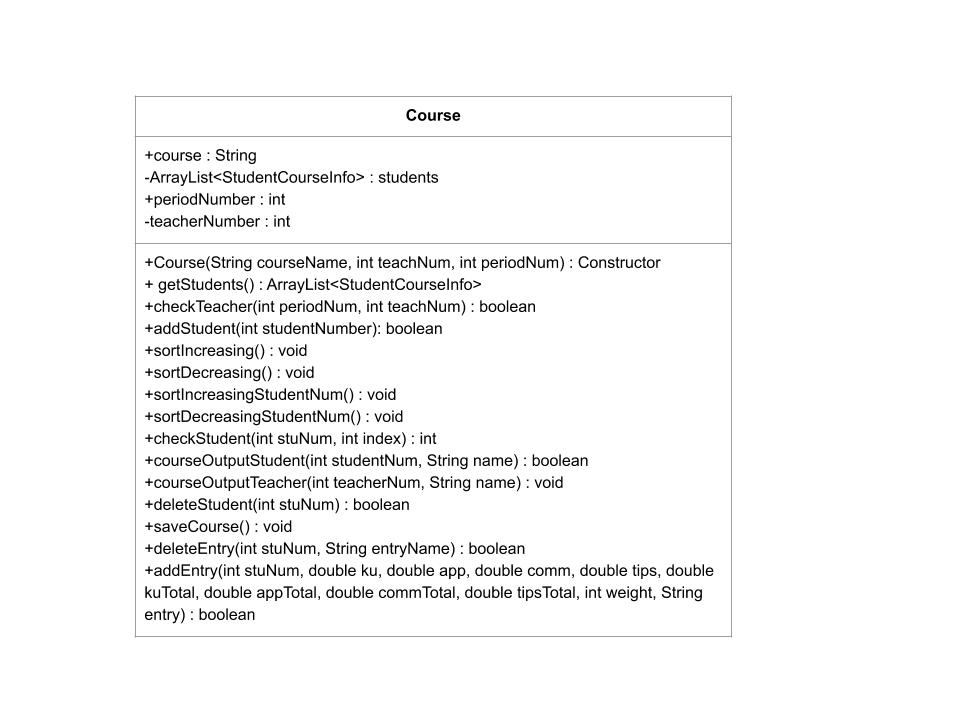 Course
+course : String
-ArrayList<StudentCourseInfo> : students
+periodNumber : int
-teacherNumber : int
+Course(String courseName, int teachNum, int periodNum) : Constructor
+ getStudents() : ArrayList<StudentCourseInfo>
+checkTeacher(int periodNum, int teachNum) : boolean
+addStudent(int studentNumber): boolean
+sortIncreasing() : void
+sortDecreasing() : void
+sortIncreasingStudentNum() : void
+sortDecreasingStudentNum() : void
+checkStudent(int stuNum, int index) : int
+courseOutputStudent(int studentNum, String name) : boolean
+courseOutputTeacher(int teacherNum, String name) : void
+deleteStudent(int stuNum) : boolean
+saveCourse() : void
+deleteEntry(int stuNum, String entryName) : boolean
+addEntry(int stuNum, double ku, double app, double comm, double tips, double
kuTotal, double appTotal, double commTotal, double tipsTotal, int weight, String
entry) : boolean